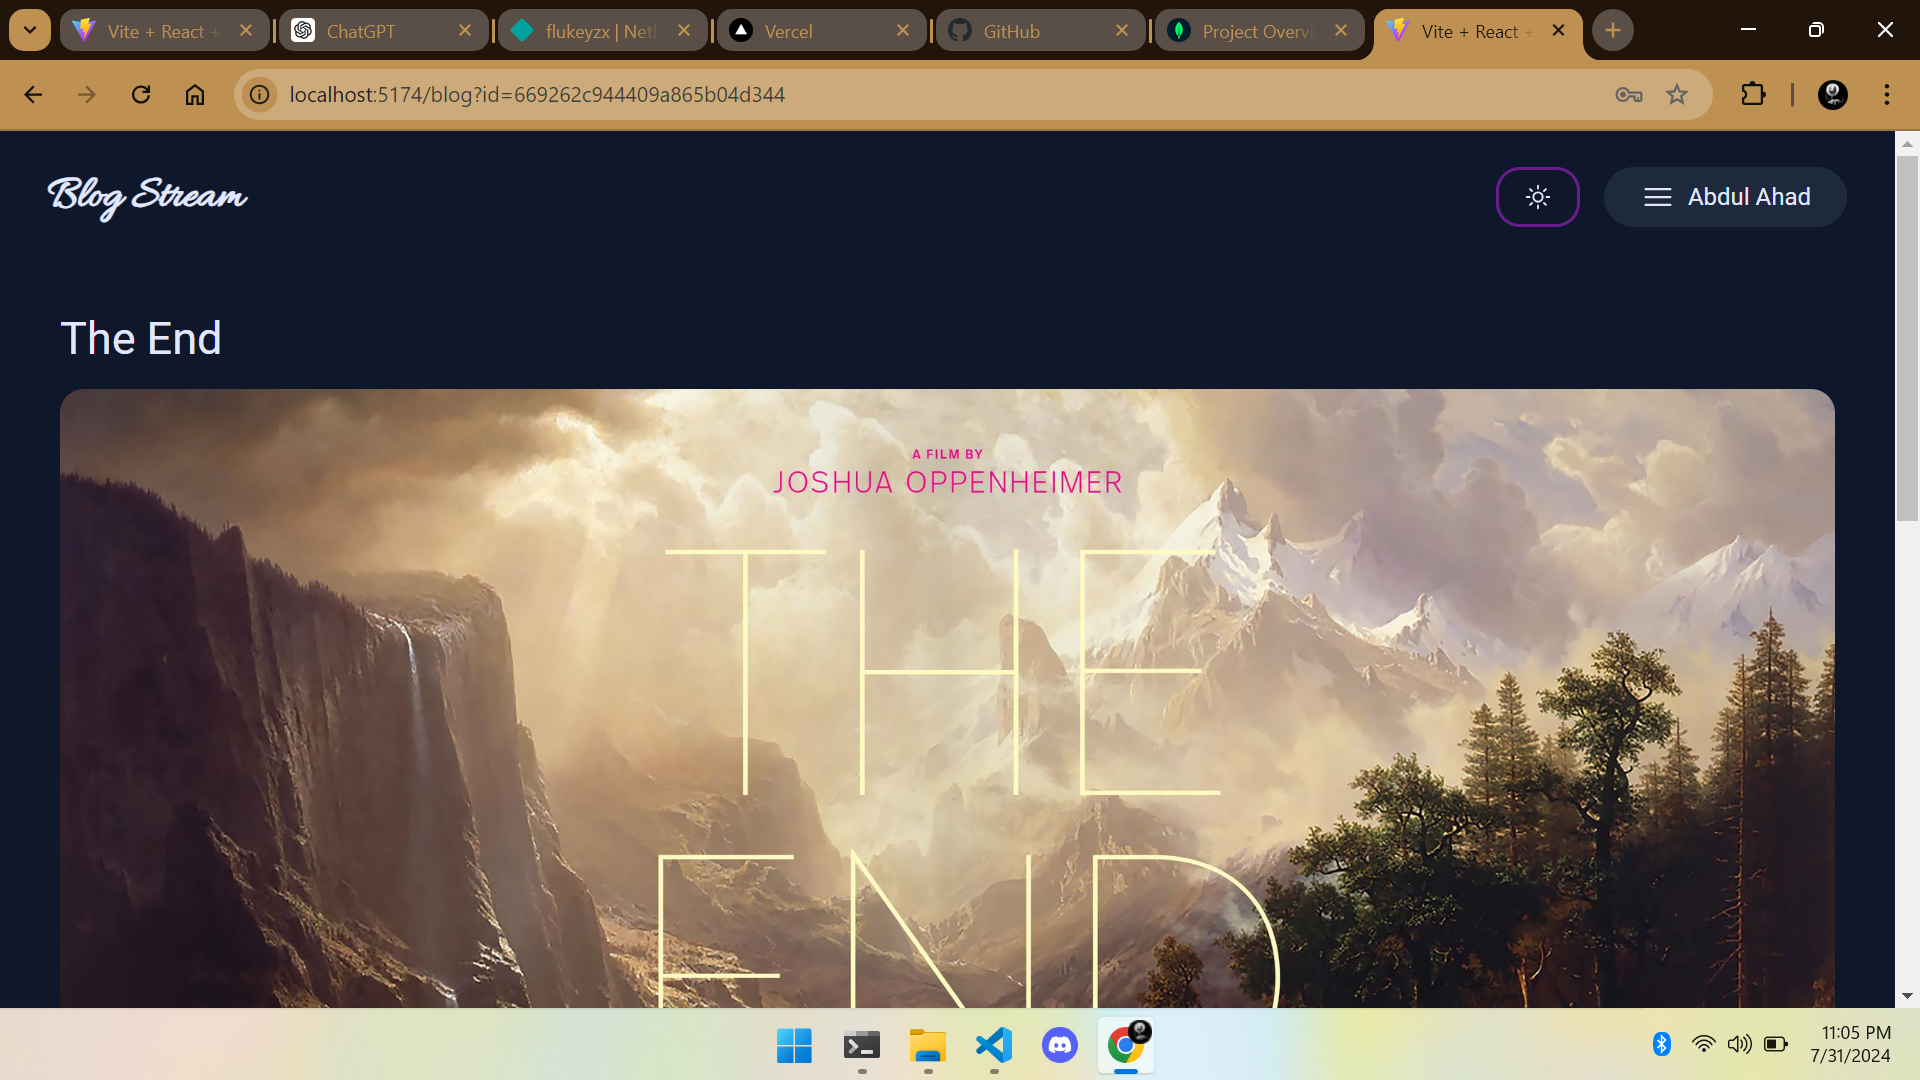 Vite + React +
ChatGPT
flukeyzx | Netl
Vercel
GitHub
Project Overvi
Vite + React +
localhost:5174/blog?id=669262c944409a865b04d344
Blog Stream
Abdul Ahad
The End
A FILM BY
JOSHUA OPPENHEIMER
THE
END
11:05 PM
7/31/2024